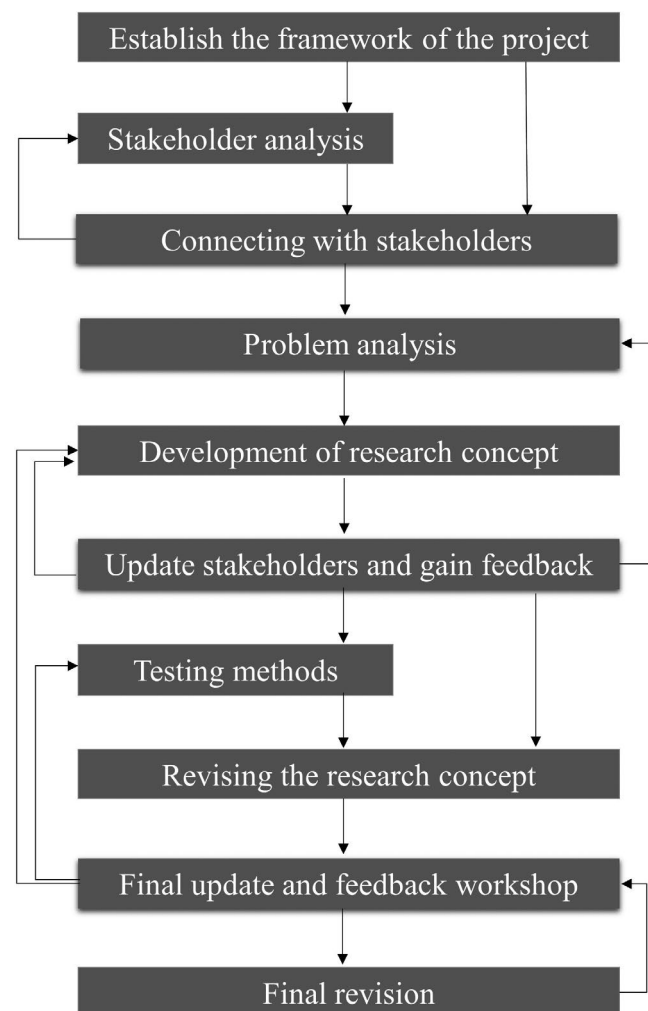 Establish the framework of the project
Stakeholder analysis
Connecting with stakeholders
Problem analysis
Development of research concept
Update stakeholders and gain feedback
Testing methods
Revising the research concept
Final update and feedback workshop
Final revision